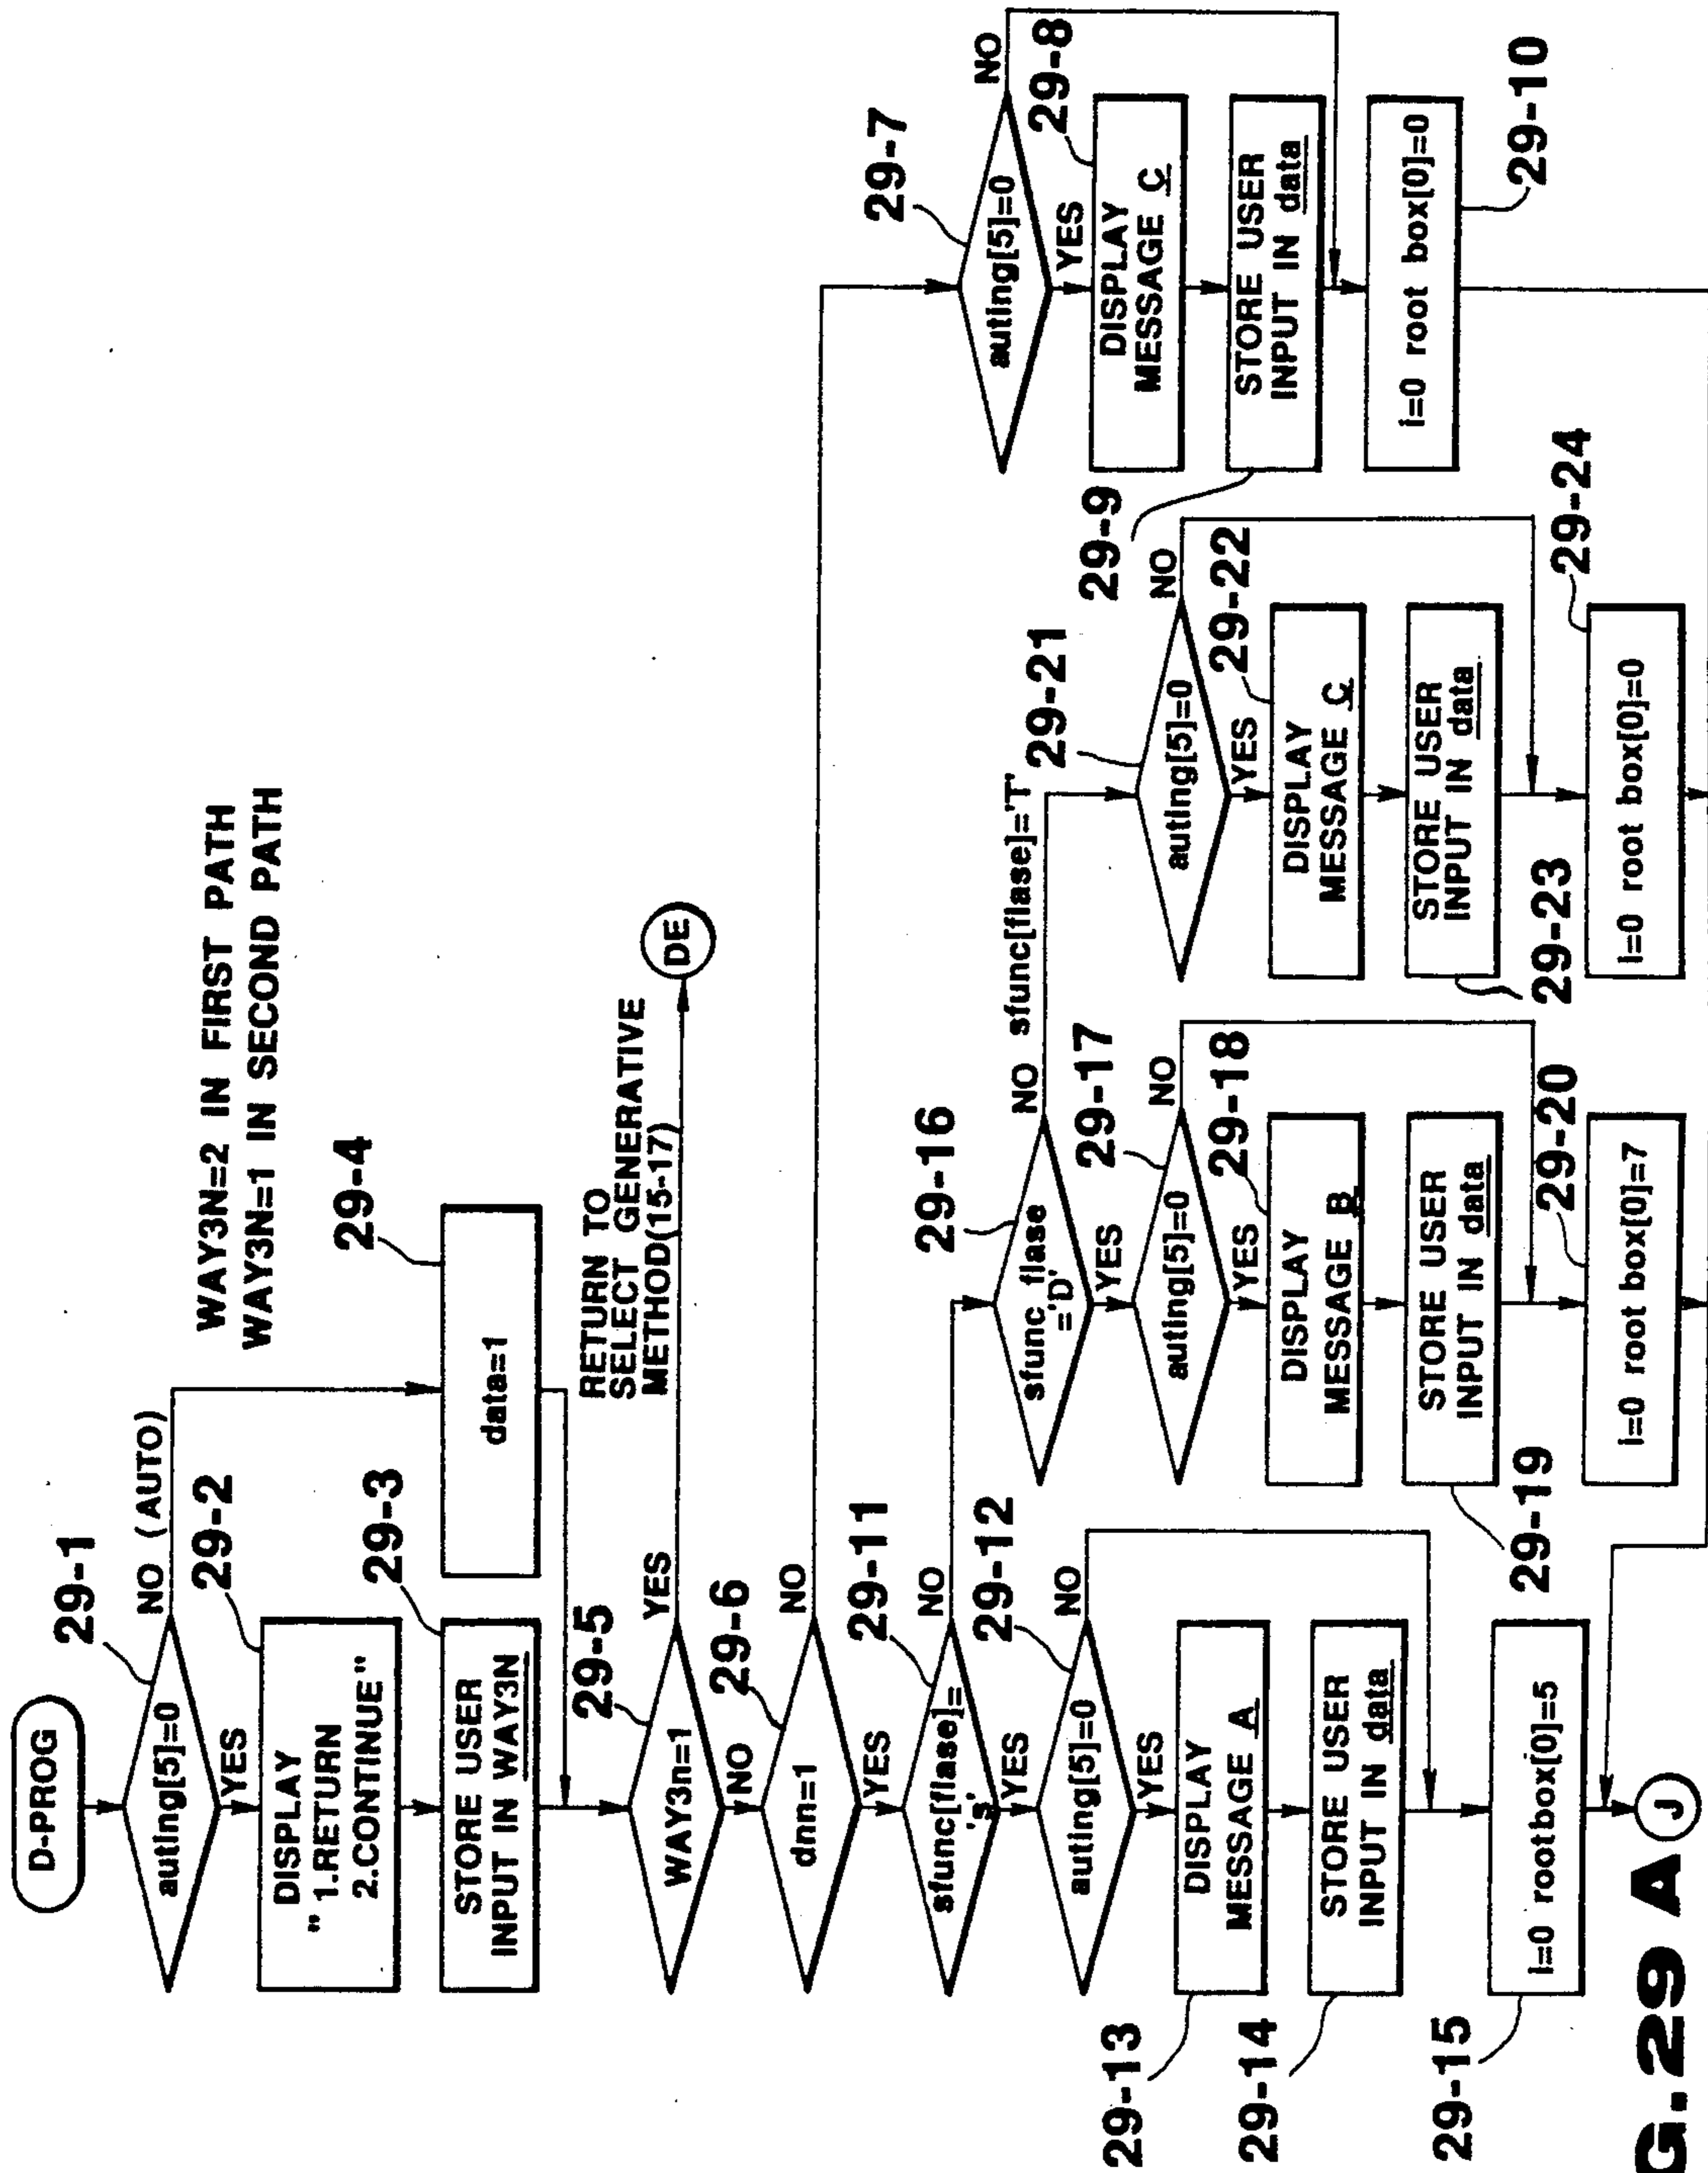 D-PROG
29-1
auting[5]=0
NO (AUTO)
YES
29-2
DISPLAY
"1.RETURN
2.CONTINUE"
29-3
STORE USER
INPUT IN WAY3N
29-4
data=1
WAY3N=2 IN FIRST PATH
WAY3N=1 IN SECOND PATH
29-5
WAY3n=1
YES
NO
RETURN TO
SELECT GENERATIVE
METHOD(15-17)
DE
29-6
dnn=1
NO
YES
29-7
auting[5]=0
NO
YES
29-8
DISPLAY
MESSAGE C
29-9
STORE USER
INPUT IN data
29-10
i=0 root box[0]=0
29-11
sfunc[flase]=
's'
NO
YES
29-12
auting[5]=0
NO
YES
29-13
DISPLAY
MESSAGE A
29-14
STORE USER
INPUT IN data
29-15
i=0 rootbox[0]=5
29-16
sfunc flase
='D'
NO sfunc[flase]='T'
YES
29-17
auting[5]=0
NO
YES
29-18
DISPLAY
MESSAGE B
29-19
STORE USER
INPUT IN data
29-20
i=0 root box[0]=7
29-21
auting[5]=0
NO
YES
29-22
DISPLAY
MESSAGE C
29-23
STORE USER
INPUT IN data
29-24
i=0 root box[0]=0
J
G.29 A